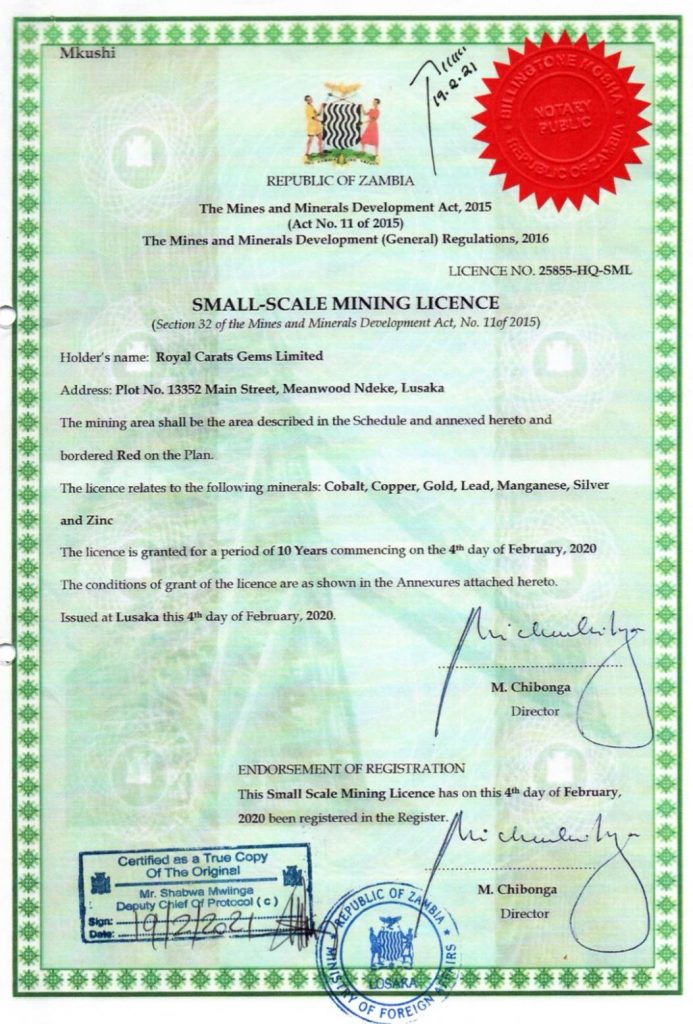 Mkushi
19.2.21
BILLINGTONE MOSHA
NOTARY
PUBLIC
REPUBLIC OF ZAMBIA
REPUBLIC OF ZAMBIA
The Mines and Minerals Development Act, 2015
(Act No. 11 of 2015)
The Mines and Minerals Development (General) Regulations, 2016
LICENCE NO. 25855-HQ-SML
SMALL-SCALE MINING LICENCE
(Section 32 of the Mines and Minerals Development Act, No. 11of 2015)
Holder's name: Royal Carats Gems Limited
Address: Plot No. 13352 Main Street, Meanwood Ndeke, Lusaka
The mining area shall be the area described in the Schedule and annexed hereto and
bordered Red on the Plan.
The licence relates to the following minerals: Cobalt, Copper, Gold, Lead, Manganese, Silver
and Zinc
The licence is granted for a period of 10 Years commencing on the 4th day of February, 2020
The conditions of grant of the licence are as shown in the Annexures attached hereto.
Issued at Lusaka this 4th day of February, 2020.
M. Chibonga
Director
ENDORSEMENT OF REGISTRATION
This Small Scale Mining Licence has on this 4th day of February,
2020 been registered in the Register.
M. Chibonga
Director
Certified as a True Copy
Of The Original
Mr. Shabwa Mwiinga
Deputy Chief Of Protocol (c)
Sign:
Date: 19/2/2021
REPUBLIC OF ZAMBIA
LUSAKA
MINISTRY OF FOREIGN AFFAIRS